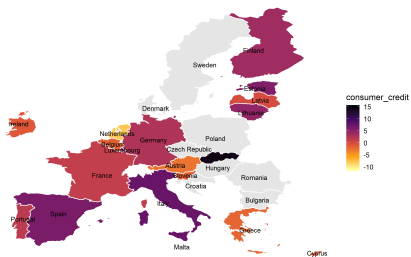 Finland
Sweden
Estonia
Latvia
Denmark
Lithuania
Ireland
Netherlands
Poland
Belgium
Germany
Luxembourg
Czech Republic
Austria
France
Slovenia
Hungary
Croatia
Romania
Bulgaria
Italy
Portugal
Spain
Greece
Malta
Cyprus
consumer_credit
15
10
5
0
-5
-10